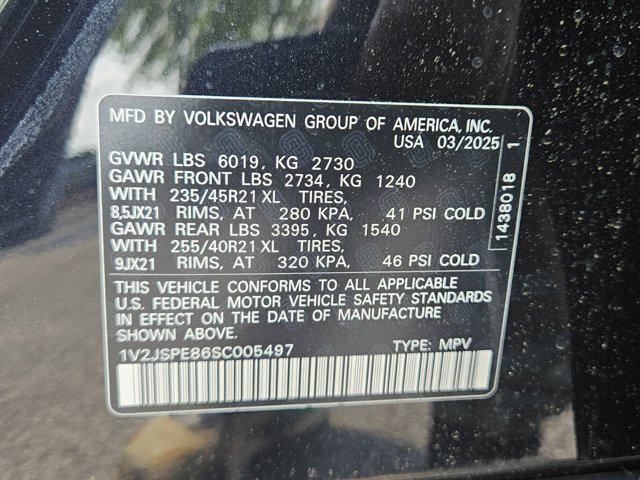 MFD BY VOLKSWAGEN GROUP OF AMERICA, INC.
USA 03/2025
GVWR LBS 6019, KG 2730
GAWR FRONT LBS 2734, KG 1240
WITH 235/45R21 XL TIRES,
8,5JX21 RIMS, AT 280 KPA, 41 PSI COLD
GAWR REAR LBS 3395, KG 1540
WITH 255/40R21 XL TIRES,
9JX21 RIMS, AT 320 KPA, 46 PSI COLD
1438018 1
THIS VEHICLE CONFORMS TO ALL APPLICABLE
U.S. FEDERAL MOTOR VEHICLE SAFETY STANDARDS
IN EFFECT ON THE DATE OF MANUFACTURE
SHOWN ABOVE.
1V2JSPE86SC005497 TYPE: MPV